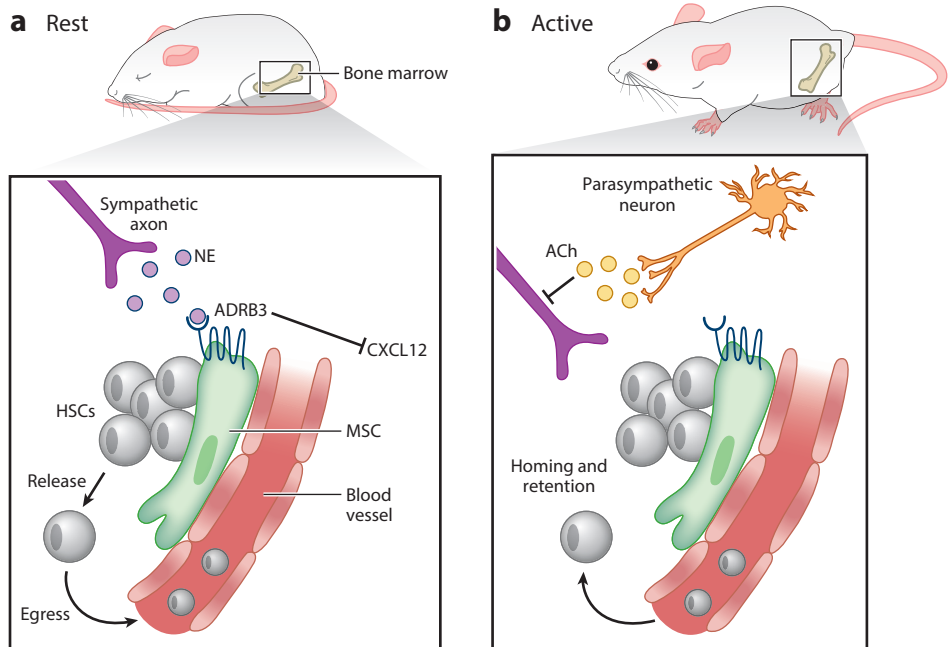 a Rest
Bone marrow
Sympathetic
axon
NE
ADRB3
CXCL12
HSCs
MSC
Release
Blood
vessel
Egress
b Active
Parasympathetic
neuron
ACh
Homing and
retention